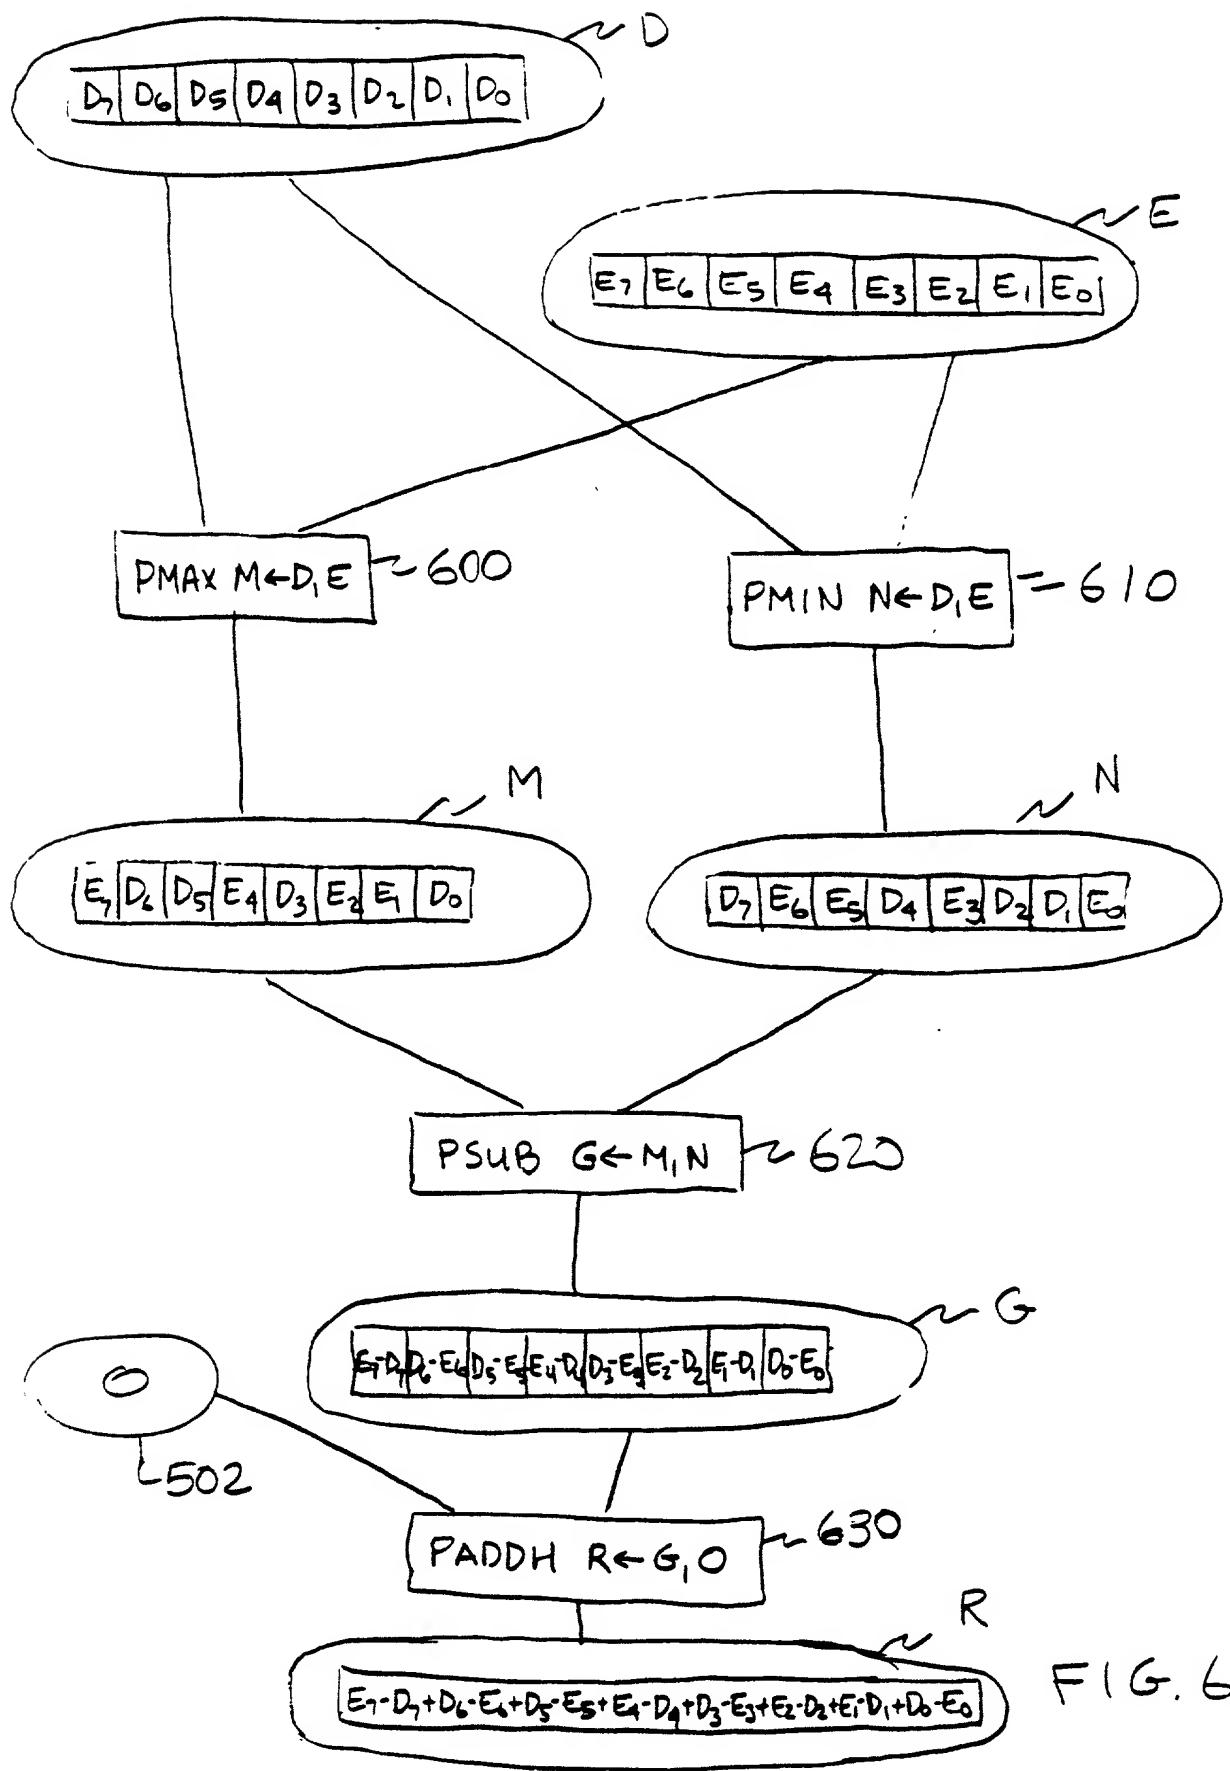 D
D7 D6 D5 D4 D3 D2 D1 D0
E
E7 E6 E5 E4 E3 E2 E1 E0
PMAX M←D,E
600
PMIN N←D,E
610
M
N
E7 D6 D5 E4 D3 E2 E1 D0
D7 E6 E5 D4 E3 D2 D1 E0
PSUB G←M,N
620
G
E7-D7 D6-E6 D5-E5 E4-D4 D3-E3 E2-D2 E1-D1 D0-E0
0
502
PADDH R←G,0
630
R
E7-D7+D6-E6+D5-E5+E4-D4+D3-E3+E2-D2+E1-D1+D0-E0
FIG. 6